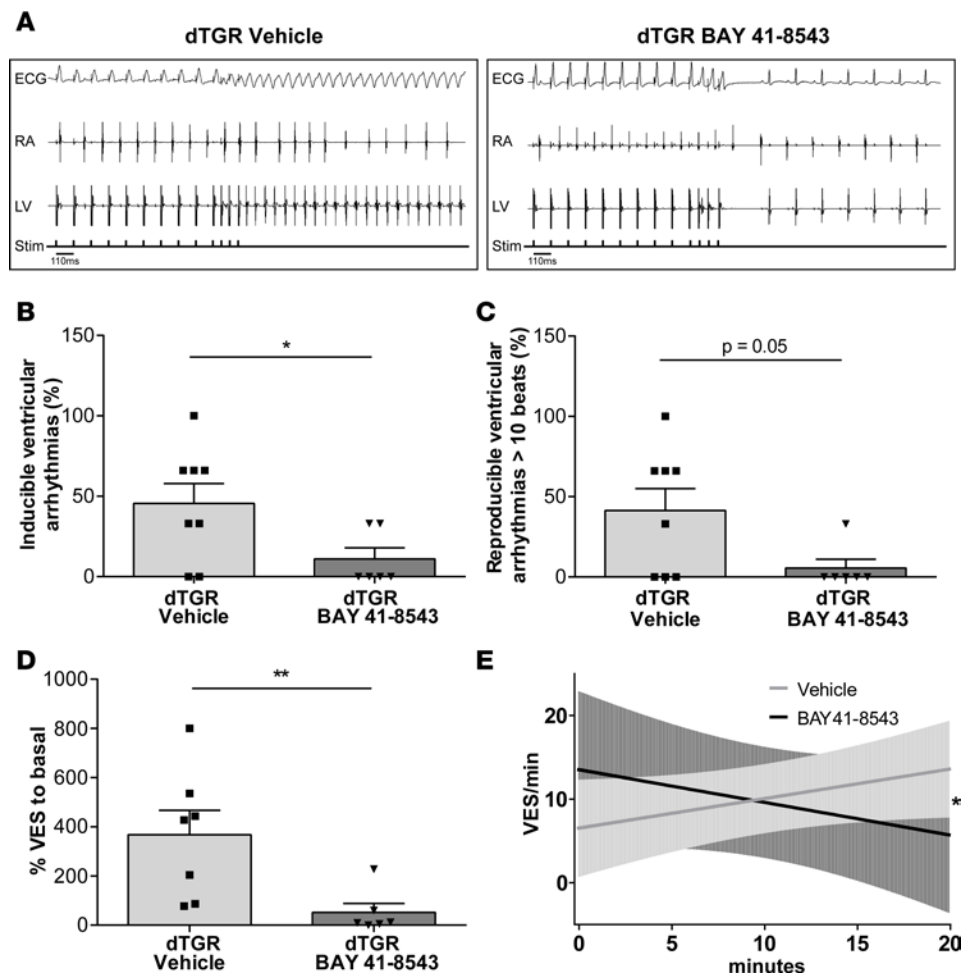 A
dTGR Vehicle
dTGR BAY 41-8543
ECG
RA
LV
Stim
110ms
ECG
RA
LV
Stim
110ms
B
Inducible ventricular
arrhythmias (%)
150
100
50
0
*
dTGR
Vehicle
dTGR
BAY 41-8543
C
Reproducible ventricular
arrhythmias > 10 beats (%)
150
100
50
0
p = 0.05
dTGR
Vehicle
dTGR
BAY 41-8543
D
% VES to basal
1000
800
600
400
200
0
**
dTGR
Vehicle
dTGR
BAY 41-8543
E
VES/min
20
10
0
Vehicle
BAY41-8543
*
0 5 10 15 20
minutes